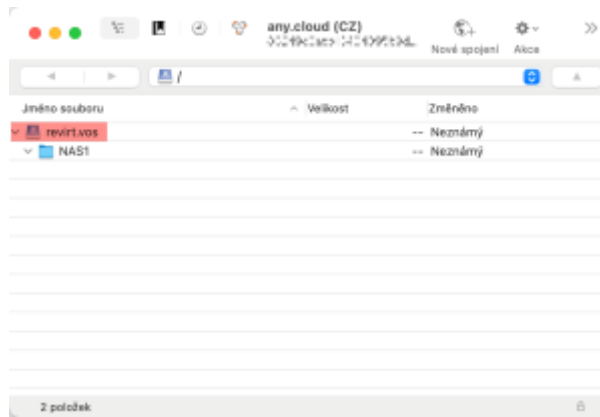 any.cloud (CZ)
Nové spojení
Akce
/
Jméno souboru
Velikost
Změněno
revirt.vos
-- Neznámý
NAS1
-- Neznámý
2 položek